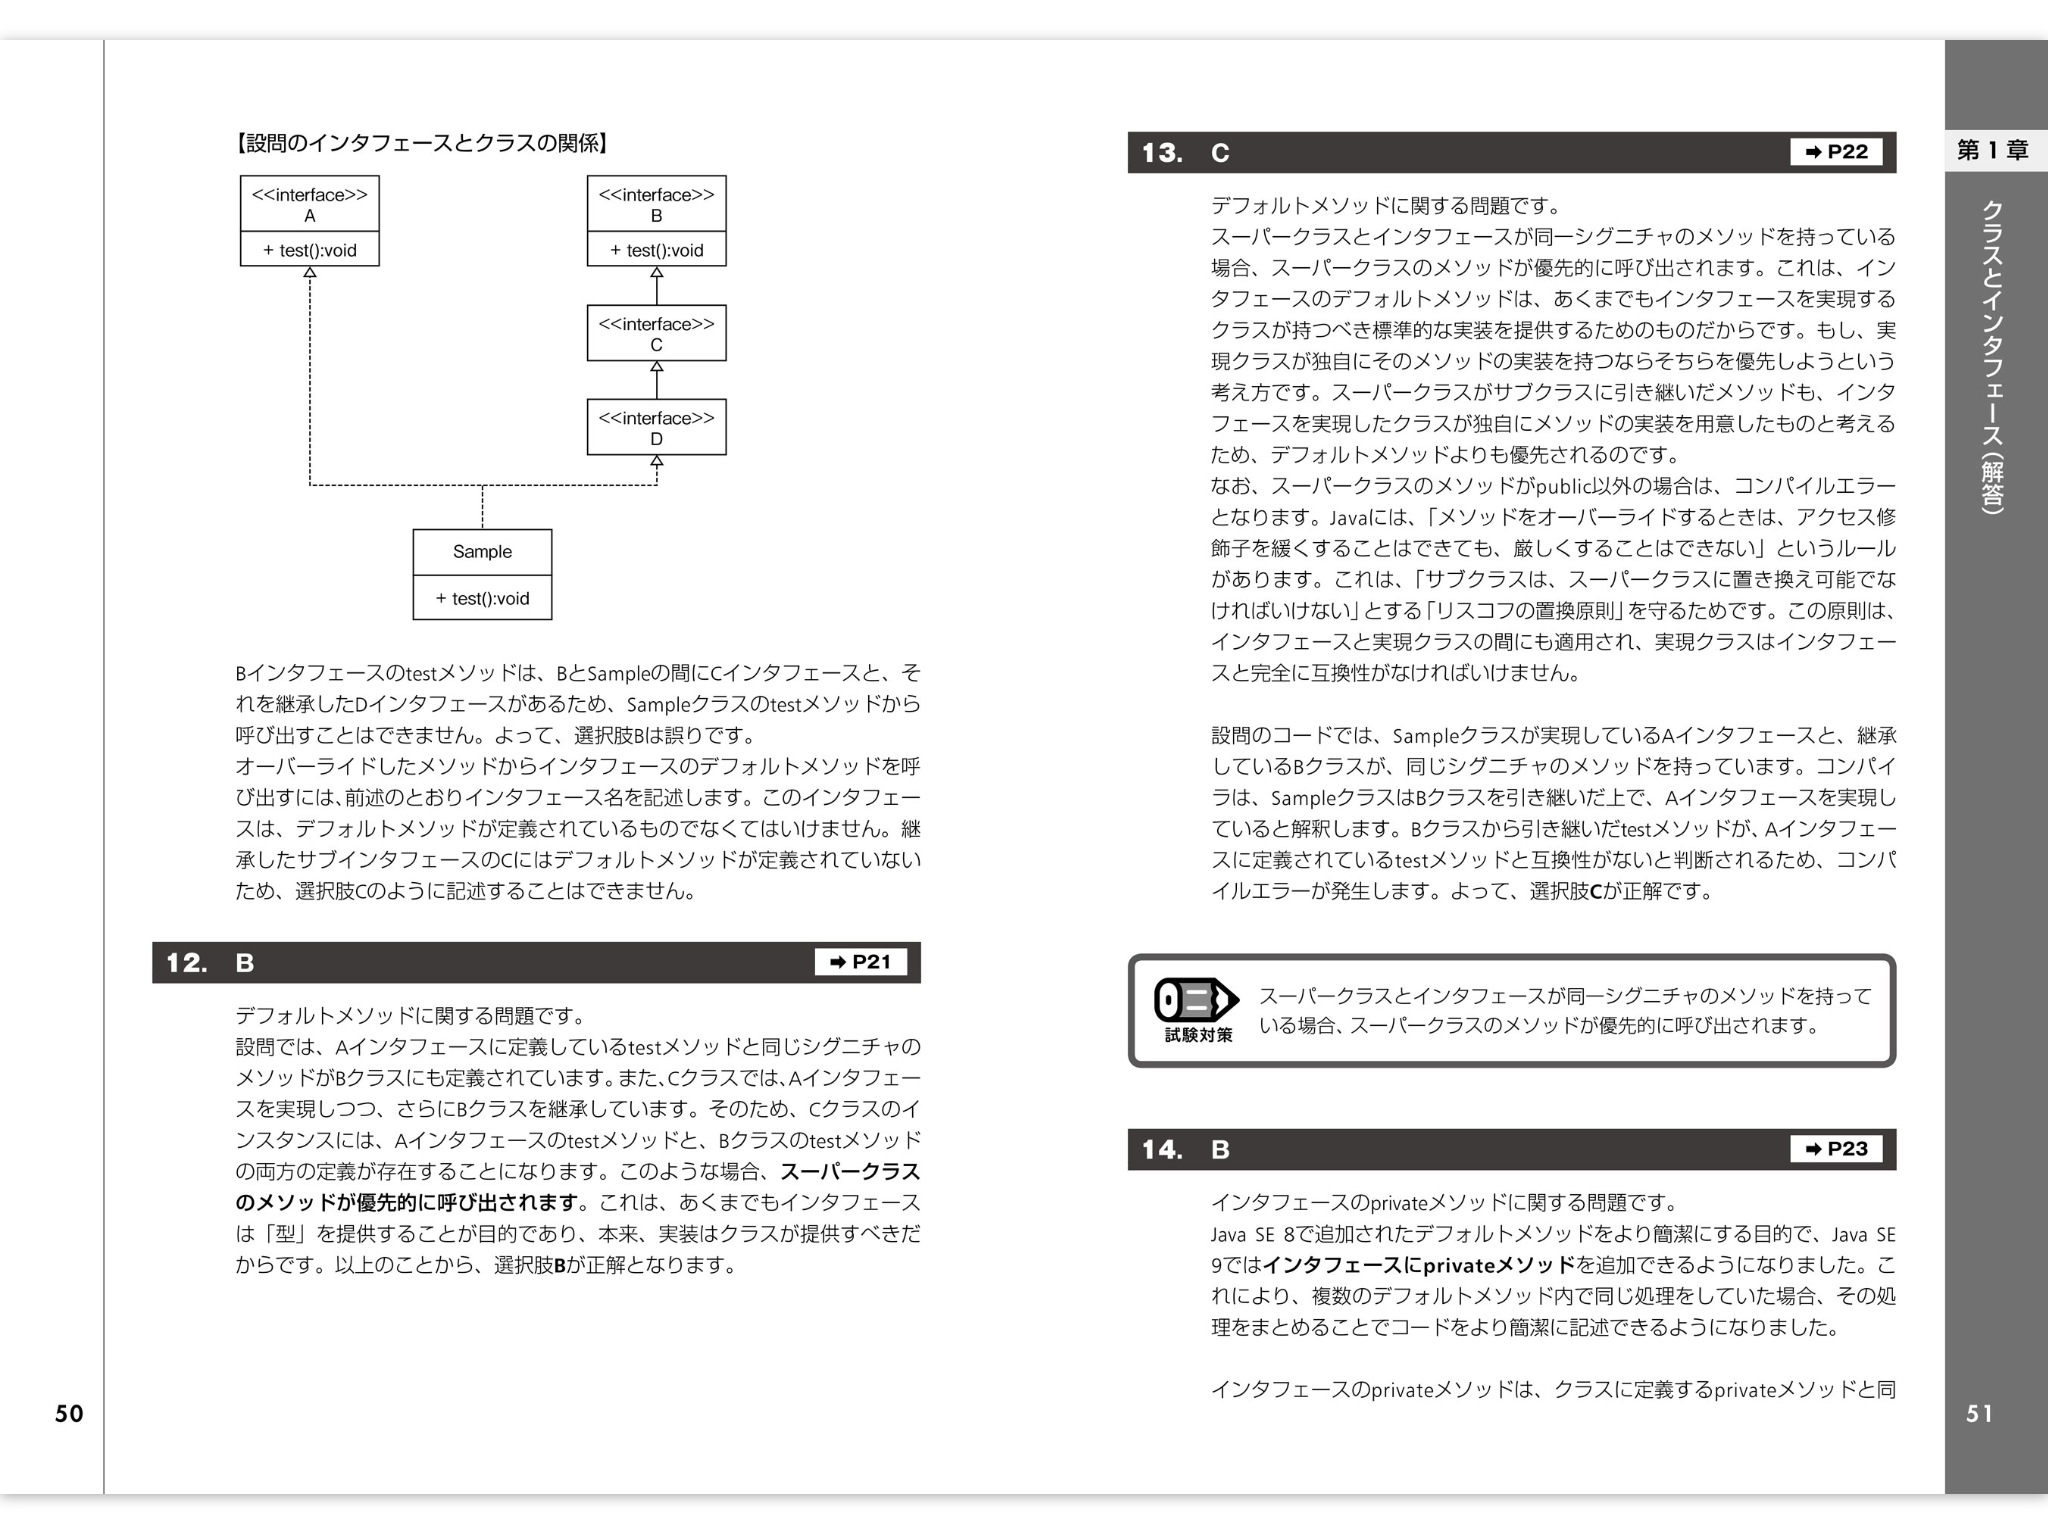 【設問のインタフェースとクラスの関係】
<<interface>>
A
+ test():void
<<interface>>
B
+ test():void
<<interface>>
C
<<interface>>
D
Sample
+ test():void
Bインタフェースのtestメソッドは、BとSampleの間にCインタフェースと、そ
れを継承したDインタフェースがあるため、Sampleクラスのtestメソッドから
呼び出すことはできません。よって、選択肢Bは誤りです。
オーバーライドしたメソッドからインタフェースのデフォルトメソッドを呼
び出すには、前述のとおりインタフェース名を記述します。このインタフェー
スは、デフォルトメソッドが定義されているものでなくてはいけません。継
承したサブインタフェースのCにはデフォルトメソッドが定義されていない
ため、選択肢Cのように記述することはできません。
12. B ➡ P21
デフォルトメソッドに関する問題です。
設問では、Aインタフェースに定義しているtestメソッドと同じシグニチャの
メソッドがBクラスにも定義されています。また、Cクラスでは、Aインタフェー
スを実現しつつ、さらにBクラスを継承しています。そのため、Cクラスのイ
ンスタンスには、Aインタフェースのtestメソッドと、Bクラスのtestメソッド
の両方の定義が存在することになります。このような場合、スーパークラス
のメソッドが優先的に呼び出されます。これは、あくまでもインタフェース
は「型」を提供することが目的であり、本来、実装はクラスが提供すべきだ
からです。以上のことから、選択肢Bが正解となります。
50
13. C ➡ P22
デフォルトメソッドに関する問題です。
スーパークラスとインタフェースが同一シグニチャのメソッドを持っている
場合、スーパークラスのメソッドが優先的に呼び出されます。これは、イン
タフェースのデフォルトメソッドは、あくまでもインタフェースを実現する
クラスが持つべき標準的な実装を提供するためのものだからです。もし、実
現クラスが独自にそのメソッドの実装を持つならそちらを優先しようという
考え方です。スーパークラスがサブクラスに引き継いだメソッドも、インタ
フェースを実現したクラスが独自にメソッドの実装を用意したものと考える
ため、デフォルトメソッドよりも優先されるのです。
なお、スーパークラスのメソッドがpublic以外の場合は、コンパイルエラー
となります。Javaには、「メソッドをオーバーライドするときは、アクセス修
飾子を緩くすることはできても、厳しくすることはできない」というルール
があります。これは、「サブクラスは、スーパークラスに置き換え可能でな
ければいけない」とする「リスコフの置換原則」を守るためです。この原則は、
インタフェースと実現クラスの間にも適用され、実現クラスはインタフェー
スと完全に互換性がなければいけません。
設問のコードでは、Sampleクラスが実現しているAインタフェースと、継承
しているBクラスが、同じシグニチャのメソッドを持っています。コンパイ
ラは、SampleクラスはBクラスを引き継いだ上で、Aインタフェースを実現し
ていると解釈します。Bクラスから引き継いだtestメソッドが、Aインタフェー
スに定義されているtestメソッドと互換性がないと判断されるため、コンパ
イルエラーが発生します。よって、選択肢Cが正解です。
試験対策
スーパークラスとインタフェースが同一シグニチャのメソッドを持って
いる場合、スーパークラスのメソッドが優先的に呼び出されます。
14. B ➡ P23
インタフェースのprivateメソッドに関する問題です。
Java SE 8で追加されたデフォルトメソッドをより簡潔にする目的で、Java SE
9ではインタフェースにprivateメソッドを追加できるようになりました。こ
れにより、複数のデフォルトメソッド内で同じ処理をしていた場合、その処
理をまとめることでコードをより簡潔に記述できるようになりました。
インタフェースのprivateメソッドは、クラスに定義するprivateメソッドと同
第1章
クラスとインタフェース（解答）
51